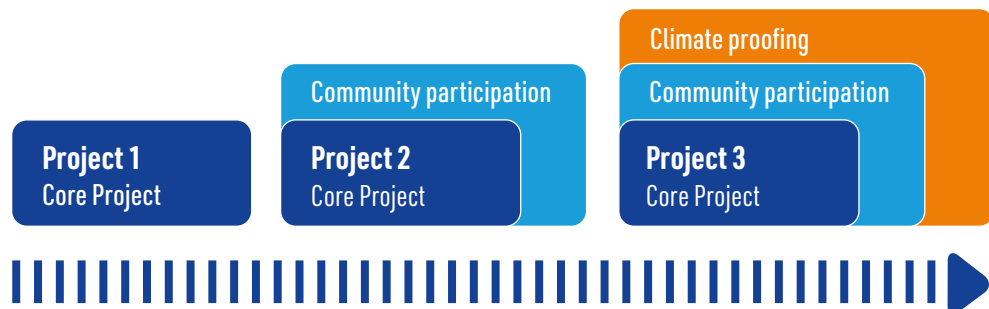 Project 1
Core Project
Community participation
Project 2
Core Project
Climate proofing
Community participation
Project 3
Core Project